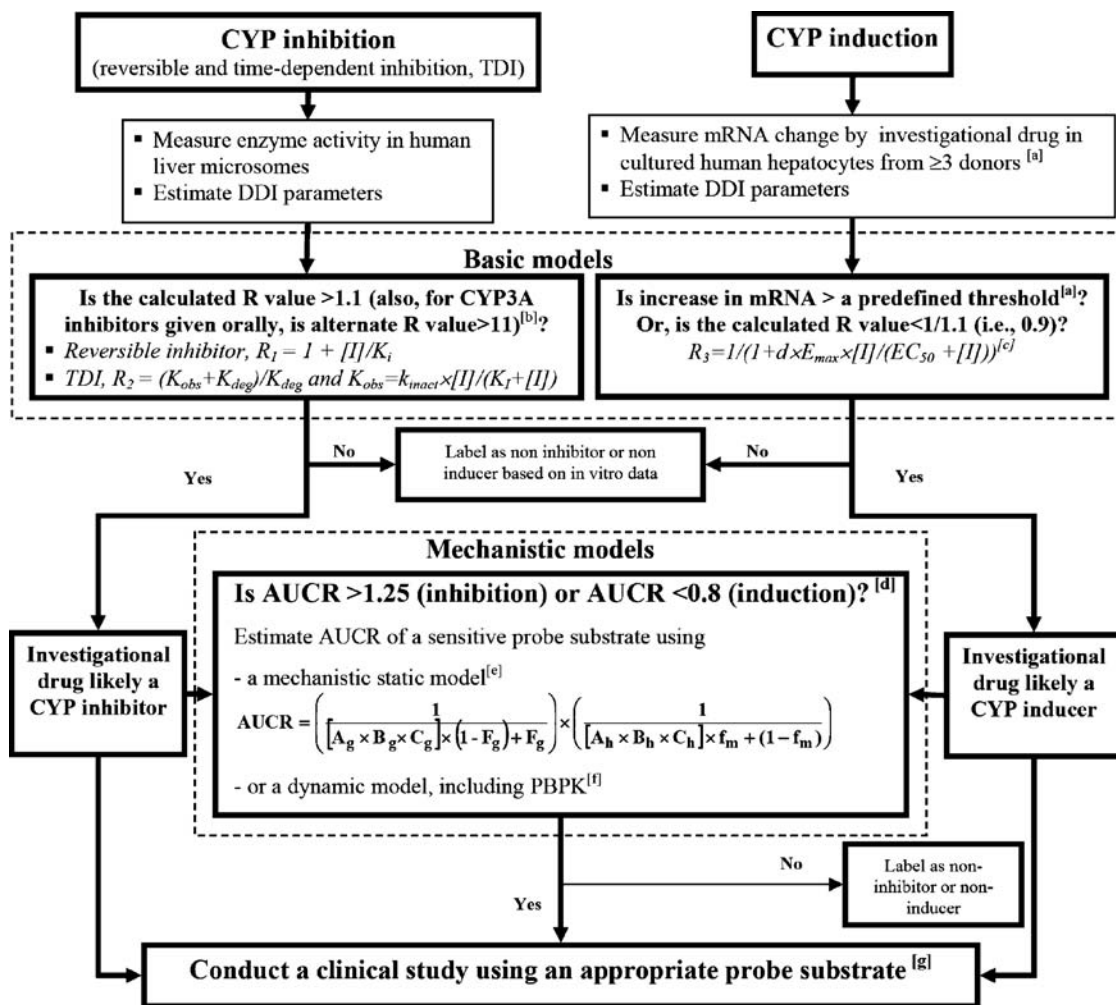 CYP inhibition
(reversible and time-dependent inhibition, TDI)
CYP induction
▪ Measure enzyme activity in human
liver microsomes
▪ Estimate DDI parameters
▪ Measure mRNA change by investigational drug in
cultured human hepatocytes from ≥3 donors [a]
▪ Estimate DDI parameters
Basic models
Is the calculated R value >1.1 (also, for CYP3A
inhibitors given orally, is alternate R value>11)[b]?
▪ Reversible inhibitor, R1 = 1 + [I]/Ki
▪ TDI, R2 = (Kobs+Kdeg)/Kdeg and Kobs=kinact×[I]/(KI+[I])
Is increase in mRNA > a predefined threshold[a]?
Or, is the calculated R value<1/1.1 (i.e., 0.9)?
R3=1/(1+d×Emax×[I]/(EC50 +[I]))[c]
No
Label as non inhibitor or non
inducer based on in vitro data
No
Yes
Yes
Mechanistic models
Is AUCR >1.25 (inhibition) or AUCR <0.8 (induction)? [d]
Estimate AUCR of a sensitive probe substrate using
- a mechanistic static model[e]
AUCR = (1/([Ag × Bg × Cg] × (1 - Fg) + Fg)) × (1/([Ah × Bh × Ch] × fm + (1 − fm)))
- or a dynamic model, including PBPK[f]
Investigational
drug likely a
CYP inhibitor
Investigational
drug likely a
CYP inducer
No
Label as non-
inhibitor or non-
inducer
Yes
Conduct a clinical study using an appropriate probe substrate [g]